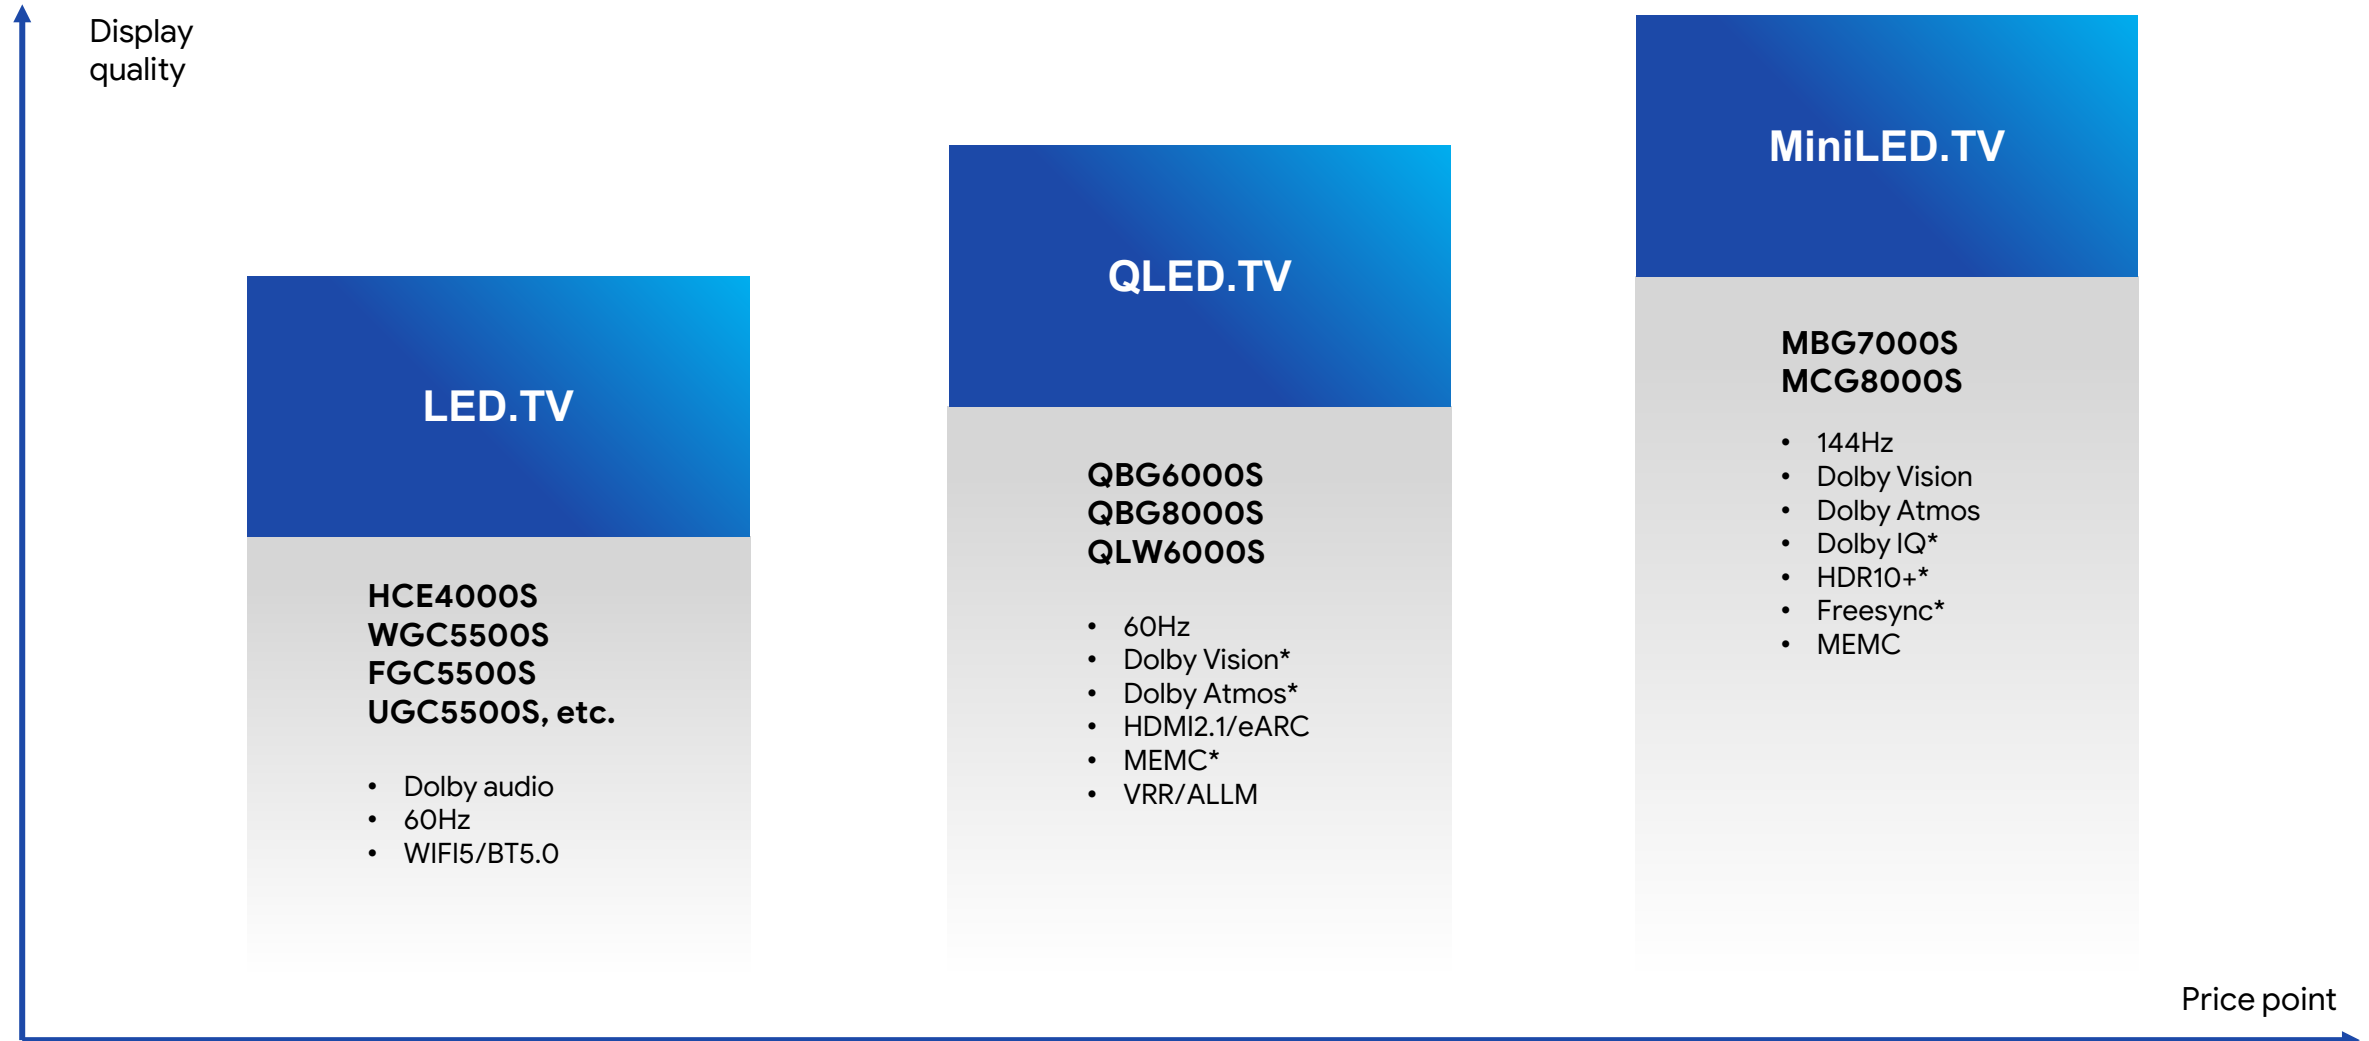 Display
quality
LED.TV
HCE4000S
WGC5500S
FGC5500S
UGC5500S, etc.
• Dolby audio
• 60Hz
• WIFI5/BT5.0
QLED.TV
QBG6000S
QBG8000S
QLW6000S
• 60Hz
• Dolby Vision*
• Dolby Atmos*
• HDMI2.1/eARC
• MEMC*
• VRR/ALLM
MiniLED.TV
MBG7000S
MCG8000S
• 144Hz
• Dolby Vision
• Dolby Atmos
• Dolby IQ*
• HDR10+*
• Freesync*
• MEMC
Price point